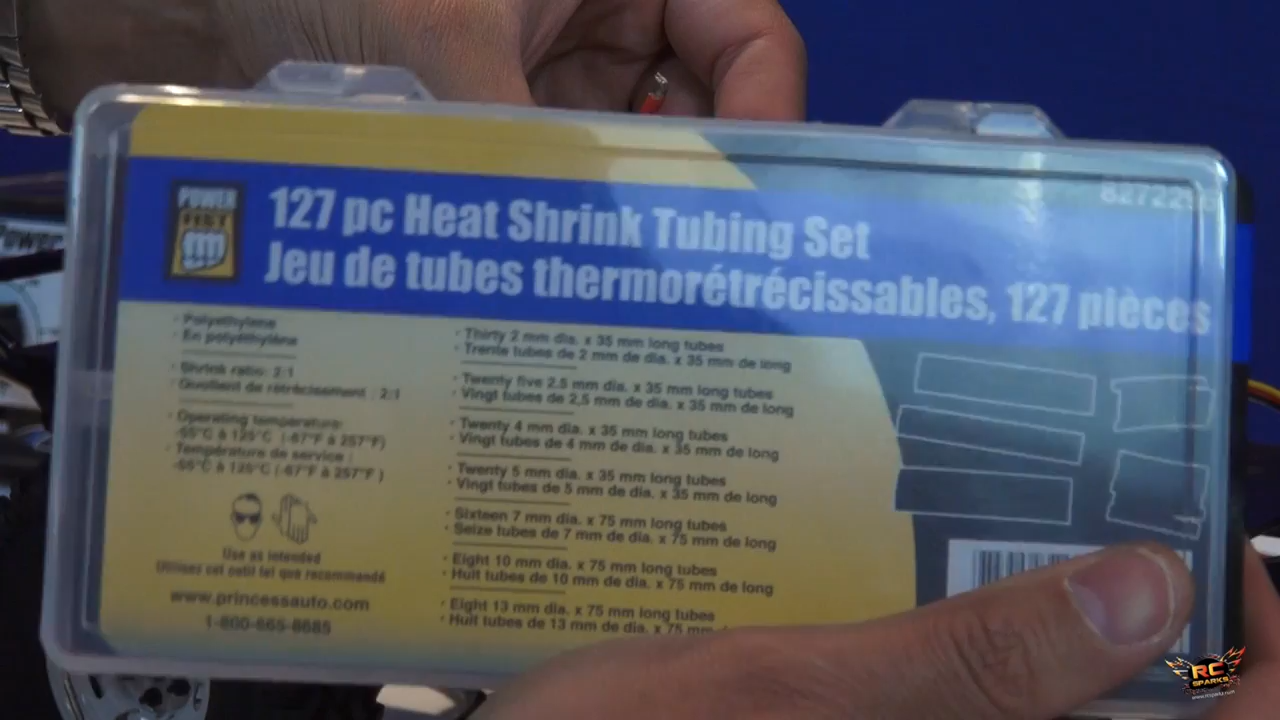 POWER
FIST
127 pc Heat Shrink Tubing Set
Jeu de tubes thermorétrécissables, 127 pièces
· Polyethylene
· En polyéthylène
· Shrink ratio: 2:1
· Quotient de rétrécissement : 2:1
· Operating temperature:
-55°C à 125°C (-67°F à 257°F)
· Température de service :
-55°C à 125°C (-67°F à 257°F)
Use as intended
Utilisez cet outil tel que recommandé
www.princessauto.com
1-800-665-8685
· Thirty 2 mm dia. x 35 mm long tubes
· Trente tubes de 2 mm de dia. x 35 mm de long
· Twenty five 2.5 mm dia. x 35 mm long tubes
· Vingt tubes de 2,5 mm de dia. x 35 mm de long
· Twenty 4 mm dia. x 35 mm long tubes
· Vingt tubes de 4 mm de dia. x 35 mm de long
· Twenty 5 mm dia. x 35 mm long tubes
· Vingt tubes de 5 mm de dia. x 35 mm de long
· Sixteen 7 mm dia. x 75 mm long tubes
· Seize tubes de 7 mm de dia. x 75 mm de long
· Eight 10 mm dia. x 75 mm long tubes
· Huit tubes de 10 mm de dia. x 75 mm de long
· Eight 13 mm dia. x 75 mm long tubes
· Huit tubes de 13 mm de dia. x 75 mm
Power
RC
SPARKS